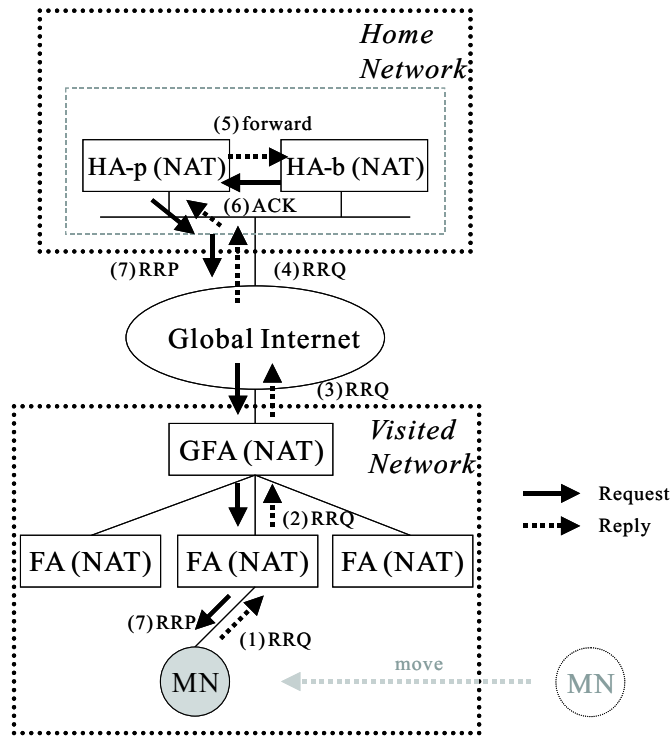 Home
Network
(5)forward
HA-p (NAT)
HA-b (NAT)
(6)ACK
(7)RRP
(4)RRQ
Global Internet
(3)RRQ
Visited
Network
GFA (NAT)
(2)RRQ
Request
Reply
FA (NAT)
FA (NAT)
FA (NAT)
(7)RRP
(1)RRQ
MN
move
MN